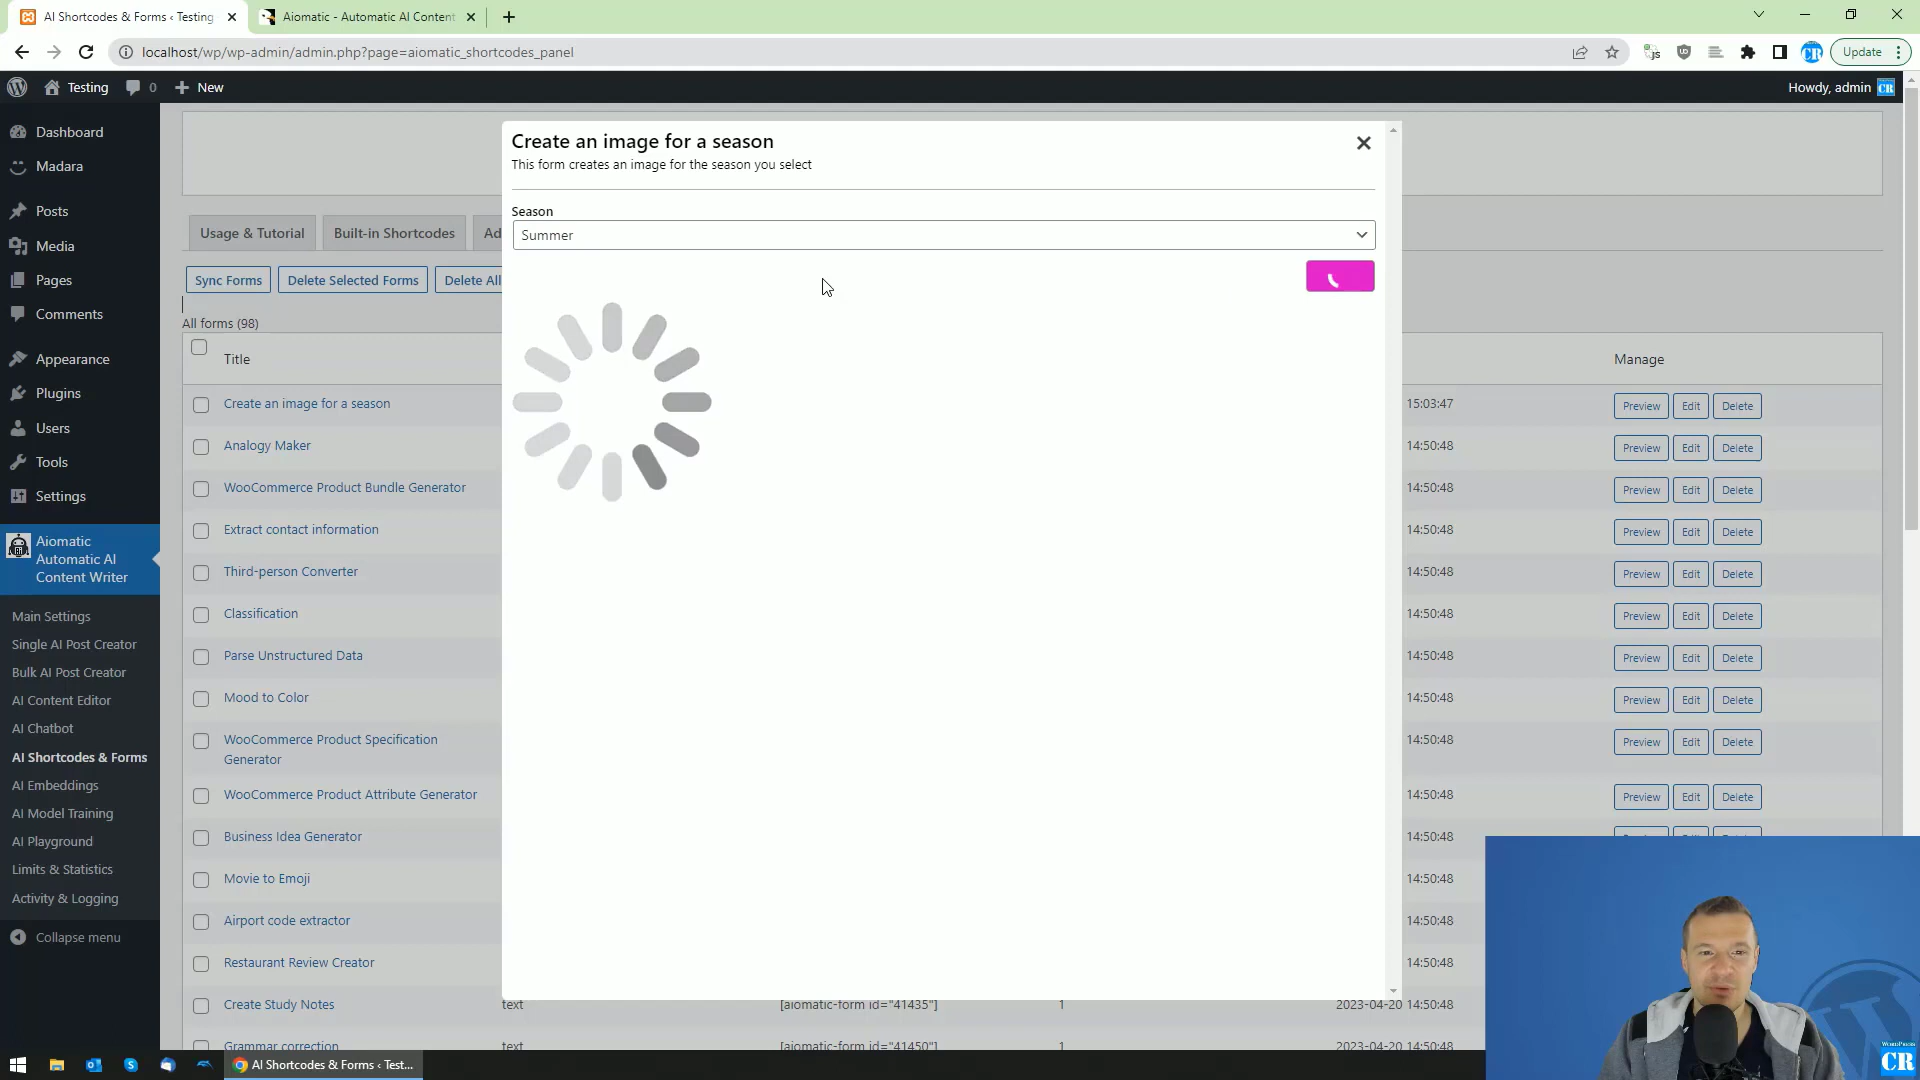 AI Shortcodes & Forms ‹ Testing
Aiomatic - Automatic AI Content
localhost/wp/wp-admin/admin.php?page=aiomatic_shortcodes_panel
Update
Testing
0
New
Howdy, admin
Dashboard
Madara
Posts
Media
Pages
Comments
Appearance
Plugins
Users
Tools
Settings
Aiomatic
Automatic AI
Content Writer
Main Settings
Single AI Post Creator
Bulk AI Post Creator
AI Content Editor
AI Chatbot
AI Shortcodes & Forms
AI Embeddings
AI Model Training
AI Playground
Limits & Statistics
Activity & Logging
Collapse menu
Usage & Tutorial
Built-in Shortcodes
Ad
Sync Forms
Delete Selected Forms
Delete All
All forms (98)
Title
Manage
Create an image for a season
15:03:47
Preview Edit Delete
Analogy Maker
14:50:48
Preview Edit Delete
WooCommerce Product Bundle Generator
14:50:48
Preview Edit Delete
Extract contact information
14:50:48
Preview Edit Delete
Third-person Converter
14:50:48
Preview Edit Delete
Classification
14:50:48
Preview Edit Delete
Parse Unstructured Data
14:50:48
Preview Edit Delete
Mood to Color
14:50:48
Preview Edit Delete
WooCommerce Product Specification
Generator
14:50:48
Preview Edit Delete
WooCommerce Product Attribute Generator
14:50:48
Preview Edit Delete
Business Idea Generator
14:50:48
Movie to Emoji
14:50:48
Airport code extractor
14:50:48
Restaurant Review Creator
14:50:48
Create Study Notes
text
[aiomatic-form id="41435"]
1
2023-04-20 14:50:48
Grammar correction
text
[aiomatic-form id="41450"]
1
2023-04-20 14:50:48
Create an image for a season
This form creates an image for the season you select
Season
Summer
AI Shortcodes & Forms ‹ Test...
WORDPRESS
CR